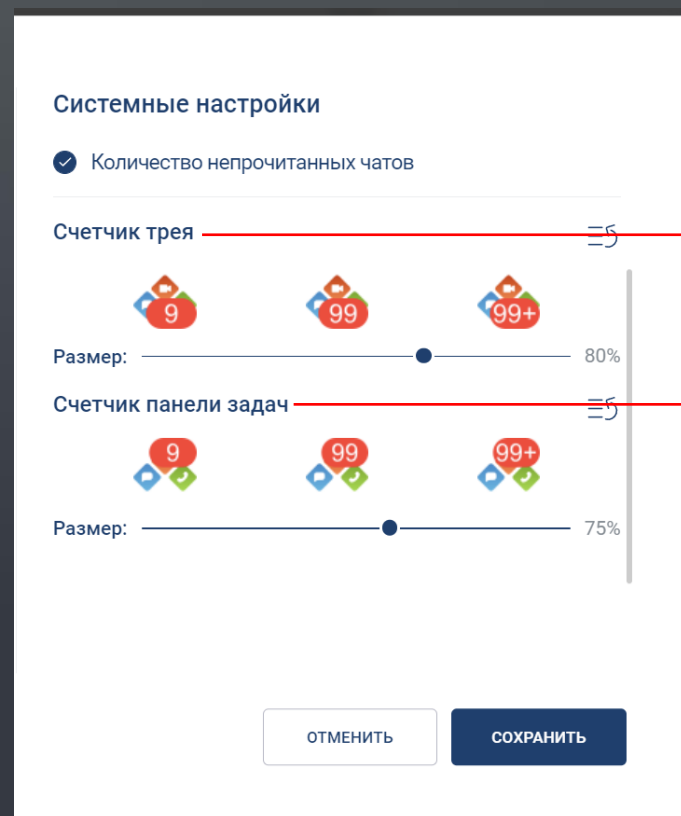 Системные настройки
Количество непрочитанных чатов
Счетчик трея
9 99 99+
Размер: 80%
Счетчик панели задач
9 99 99+
Размер: 75%
ОТМЕНИТЬ СОХРАНИТЬ